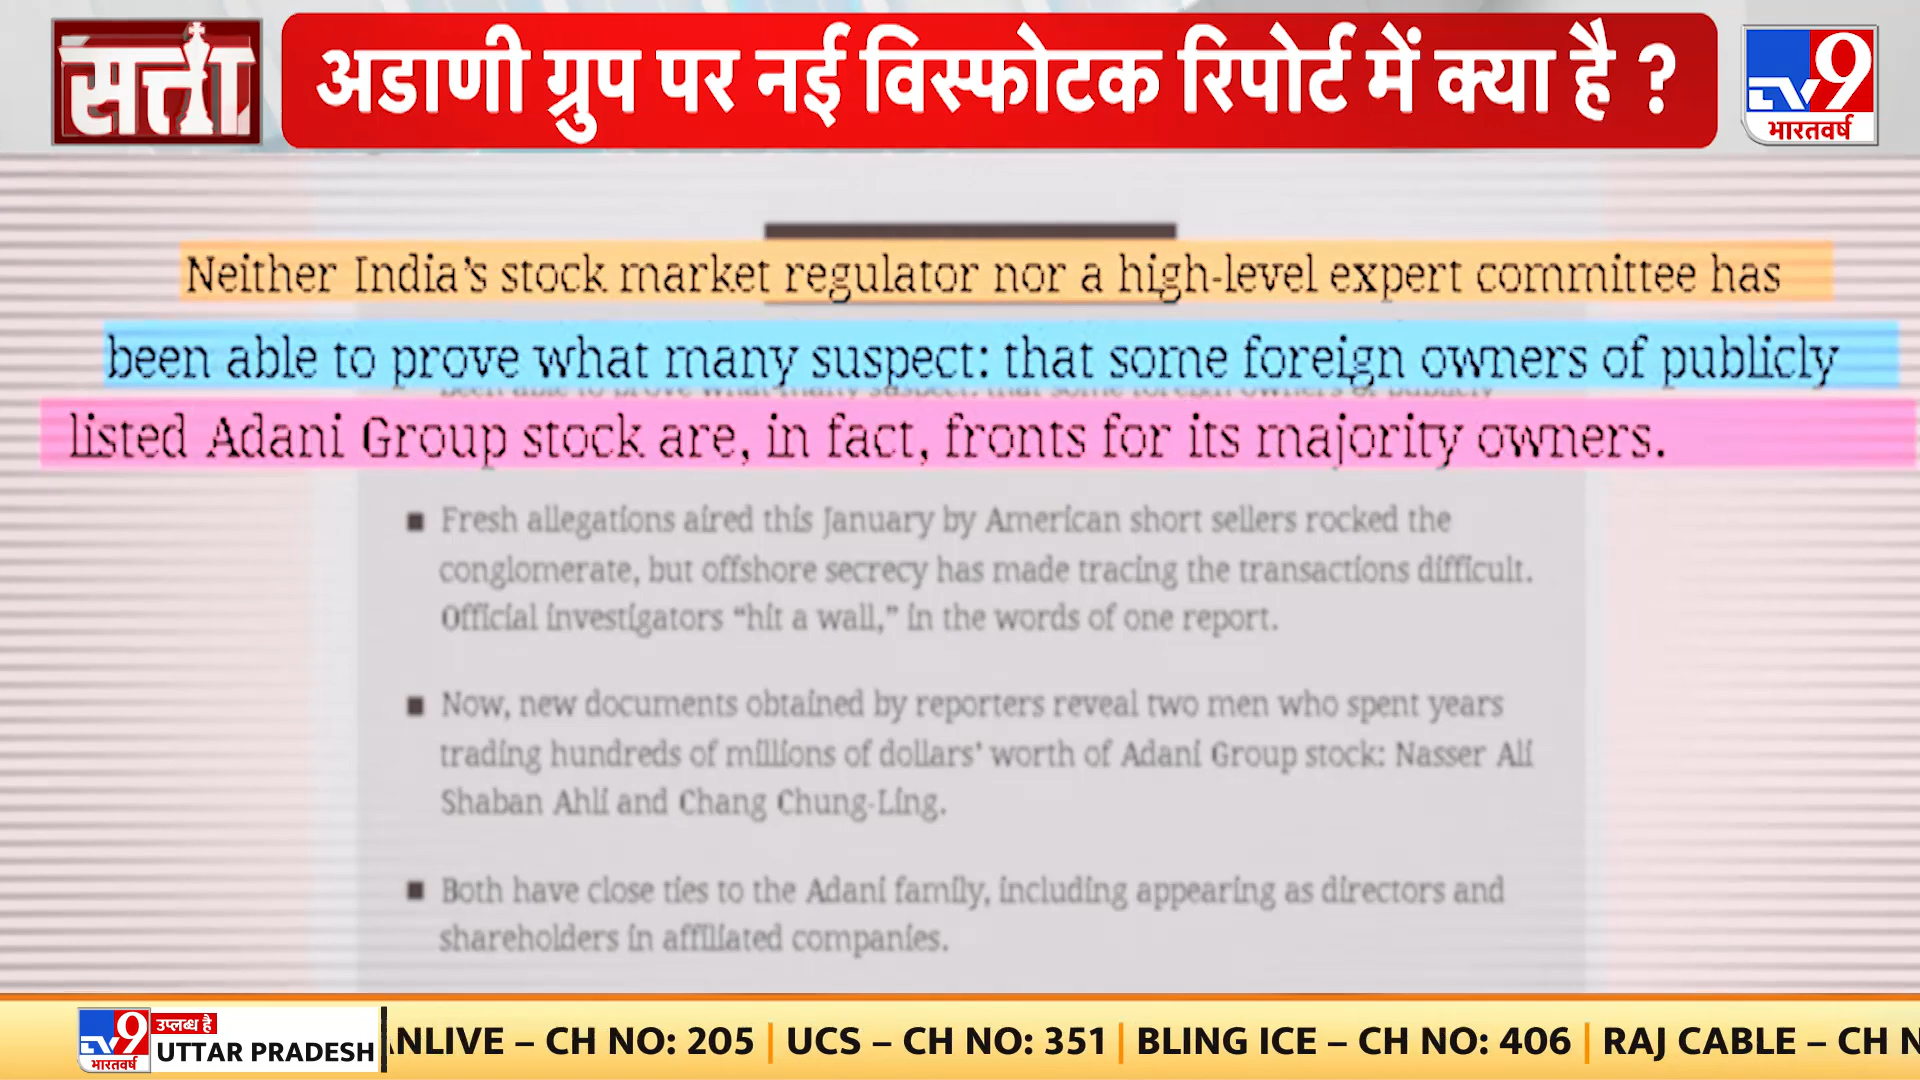 सत्ता
अडाणी ग्रुप पर नई विस्फोटक रिपोर्ट में क्या है ?
TV9
भारतवर्ष
Neither India's stock market regulator nor a high-level expert committee has
been able to prove what many suspect: that some foreign owners of publicly
listed Adani Group stock are, in fact, fronts for its majority owners.
■ Fresh allegations aired this January by American short sellers rocked the
conglomerate, but offshore secrecy has made tracing the transactions difficult.
Official investigators “hit a wall,” in the words of one report.
■ Now, new documents obtained by reporters reveal two men who spent years
trading hundreds of millions of dollars' worth of Adani Group stock: Nasser Ali
Shaban Ahli and Chang Chung-Ling.
■ Both have close ties to the Adani family, including appearing as directors and
shareholders in affiliated companies.
TV9
भारतवर्ष
उप्लब्ध है
UTTAR PRADESH
NLIVE – CH NO: 205 | UCS – CH NO: 351 | BLING ICE – CH NO: 406 | RAJ CABLE – CH N